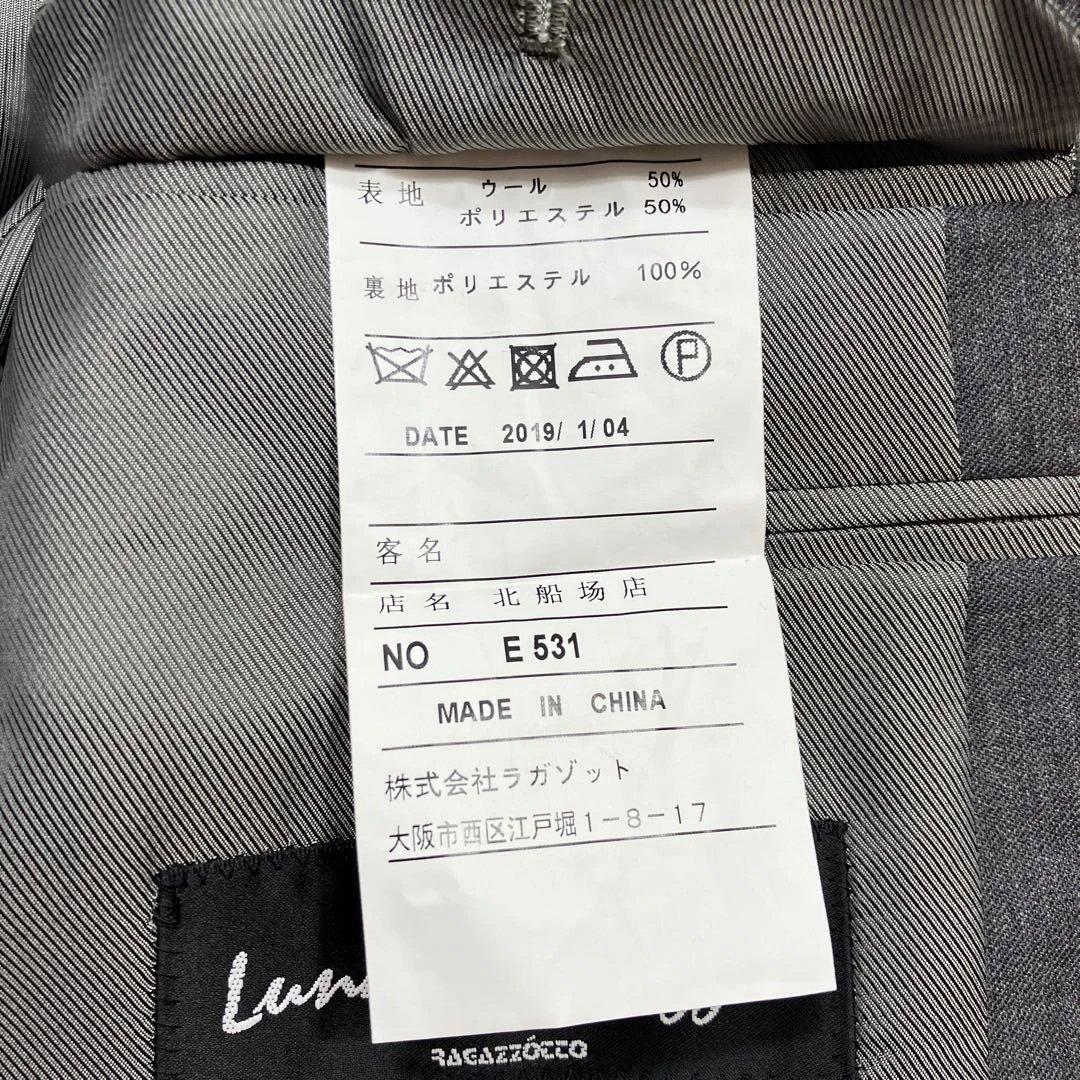 表地 ウール 50%
ポリエステル 50%
裏地 ポリエステル 100%
P
DATE 2019/ 1/04
客名
店名 北船场店
NO E 531
MADE IN CHINA
株式会社ラガゾット
大阪市西区江戸堀1-8-17
RAGAZZÓTTO